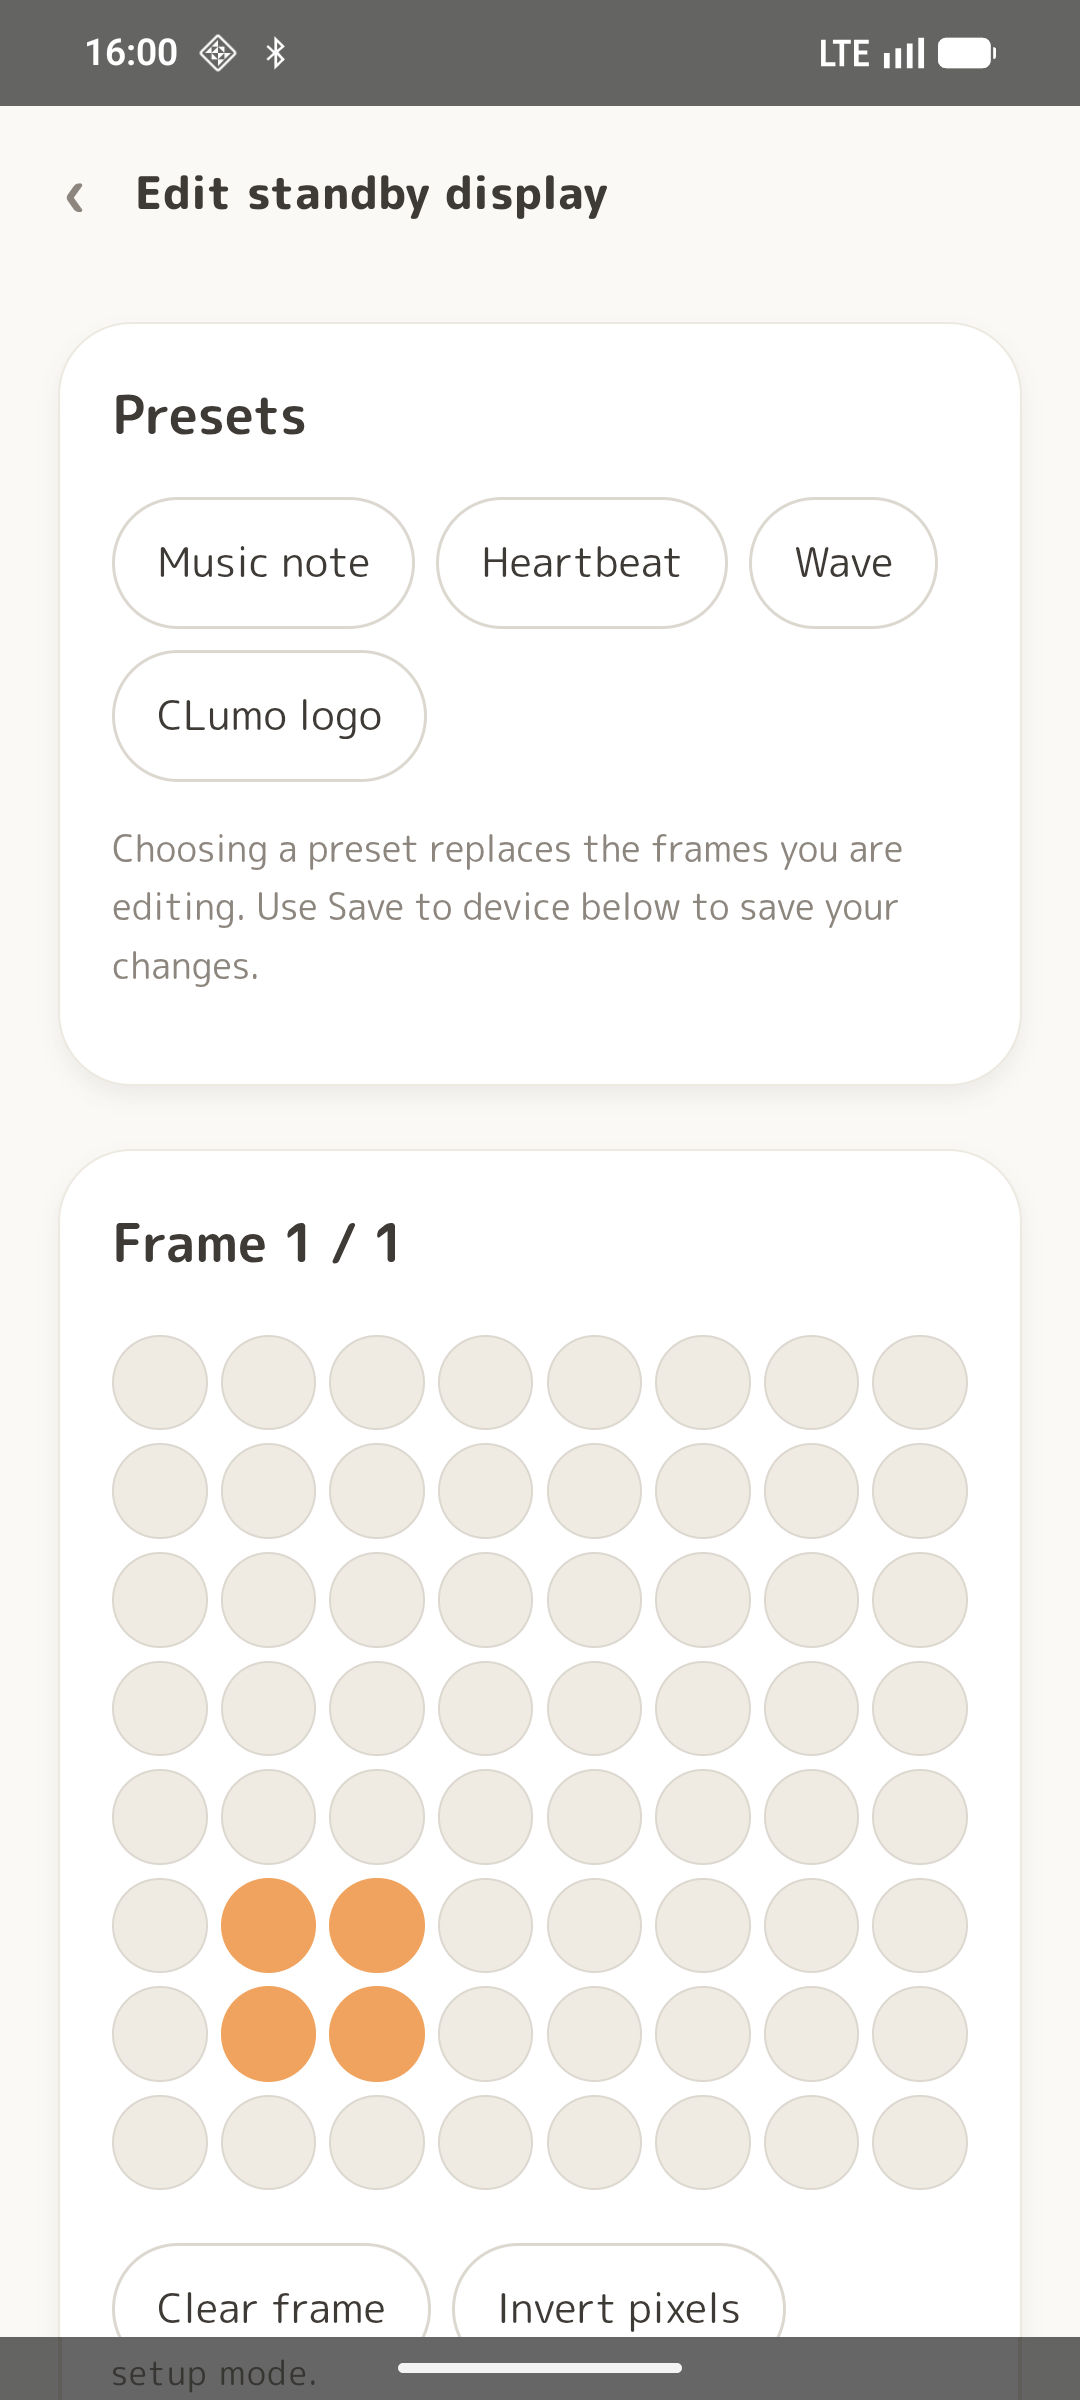 16:00 LTE
‹ Edit standby display
Presets
Music note Heartbeat Wave
CLumo logo
Choosing a preset replaces the frames you are
editing. Use Save to device below to save your
changes.
Frame 1 / 1
Clear frame Invert pixels
setup mode.